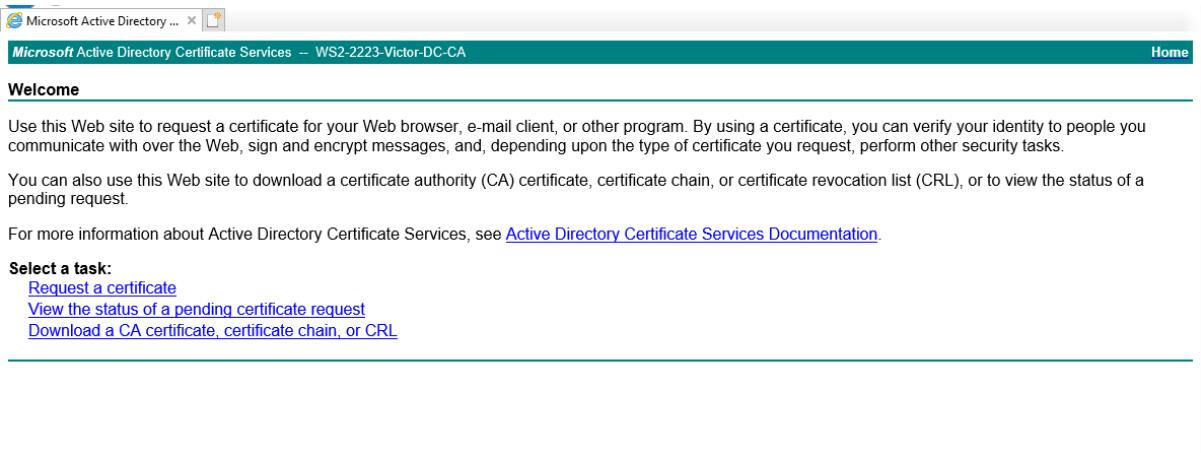 Microsoft Active Directory ...
Microsoft Active Directory Certificate Services -- WS2-2223-Victor-DC-CA Home
Welcome
Use this Web site to request a certificate for your Web browser, e-mail client, or other program. By using a certificate, you can verify your identity to people you
communicate with over the Web, sign and encrypt messages, and, depending upon the type of certificate you request, perform other security tasks.
You can also use this Web site to download a certificate authority (CA) certificate, certificate chain, or certificate revocation list (CRL), or to view the status of a
pending request.
For more information about Active Directory Certificate Services, see Active Directory Certificate Services Documentation.
Select a task:
Request a certificate
View the status of a pending certificate request
Download a CA certificate, certificate chain, or CRL